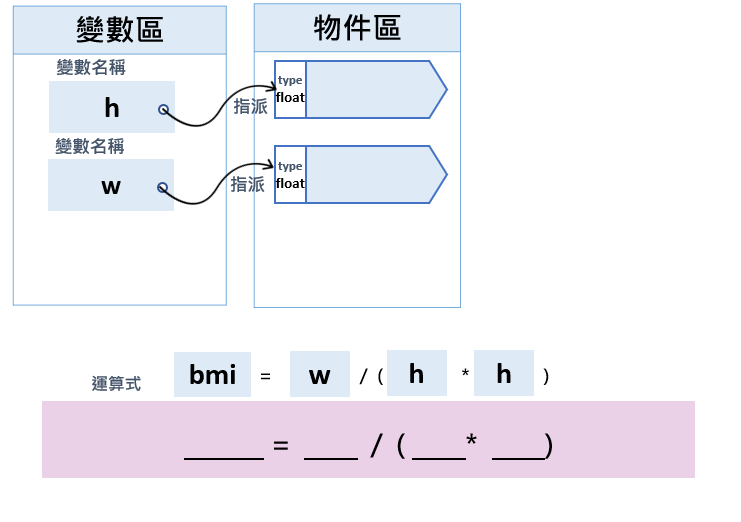 變數區
物件區
變數名稱
h
指派
type
float
變數名稱
w
指派
type
float
運算式 bmi = w / ( h * h )
_____ = ____ / ( ____* ____)